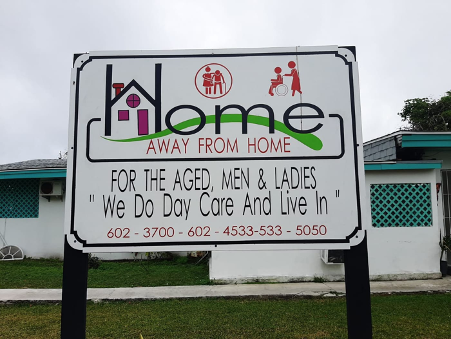 Home
AWAY FROM HOME
FOR THE AGED, MEN & LADIES
" We Do Day Care And Live In "
602 - 3700 - 602 - 4533-533 - 5050